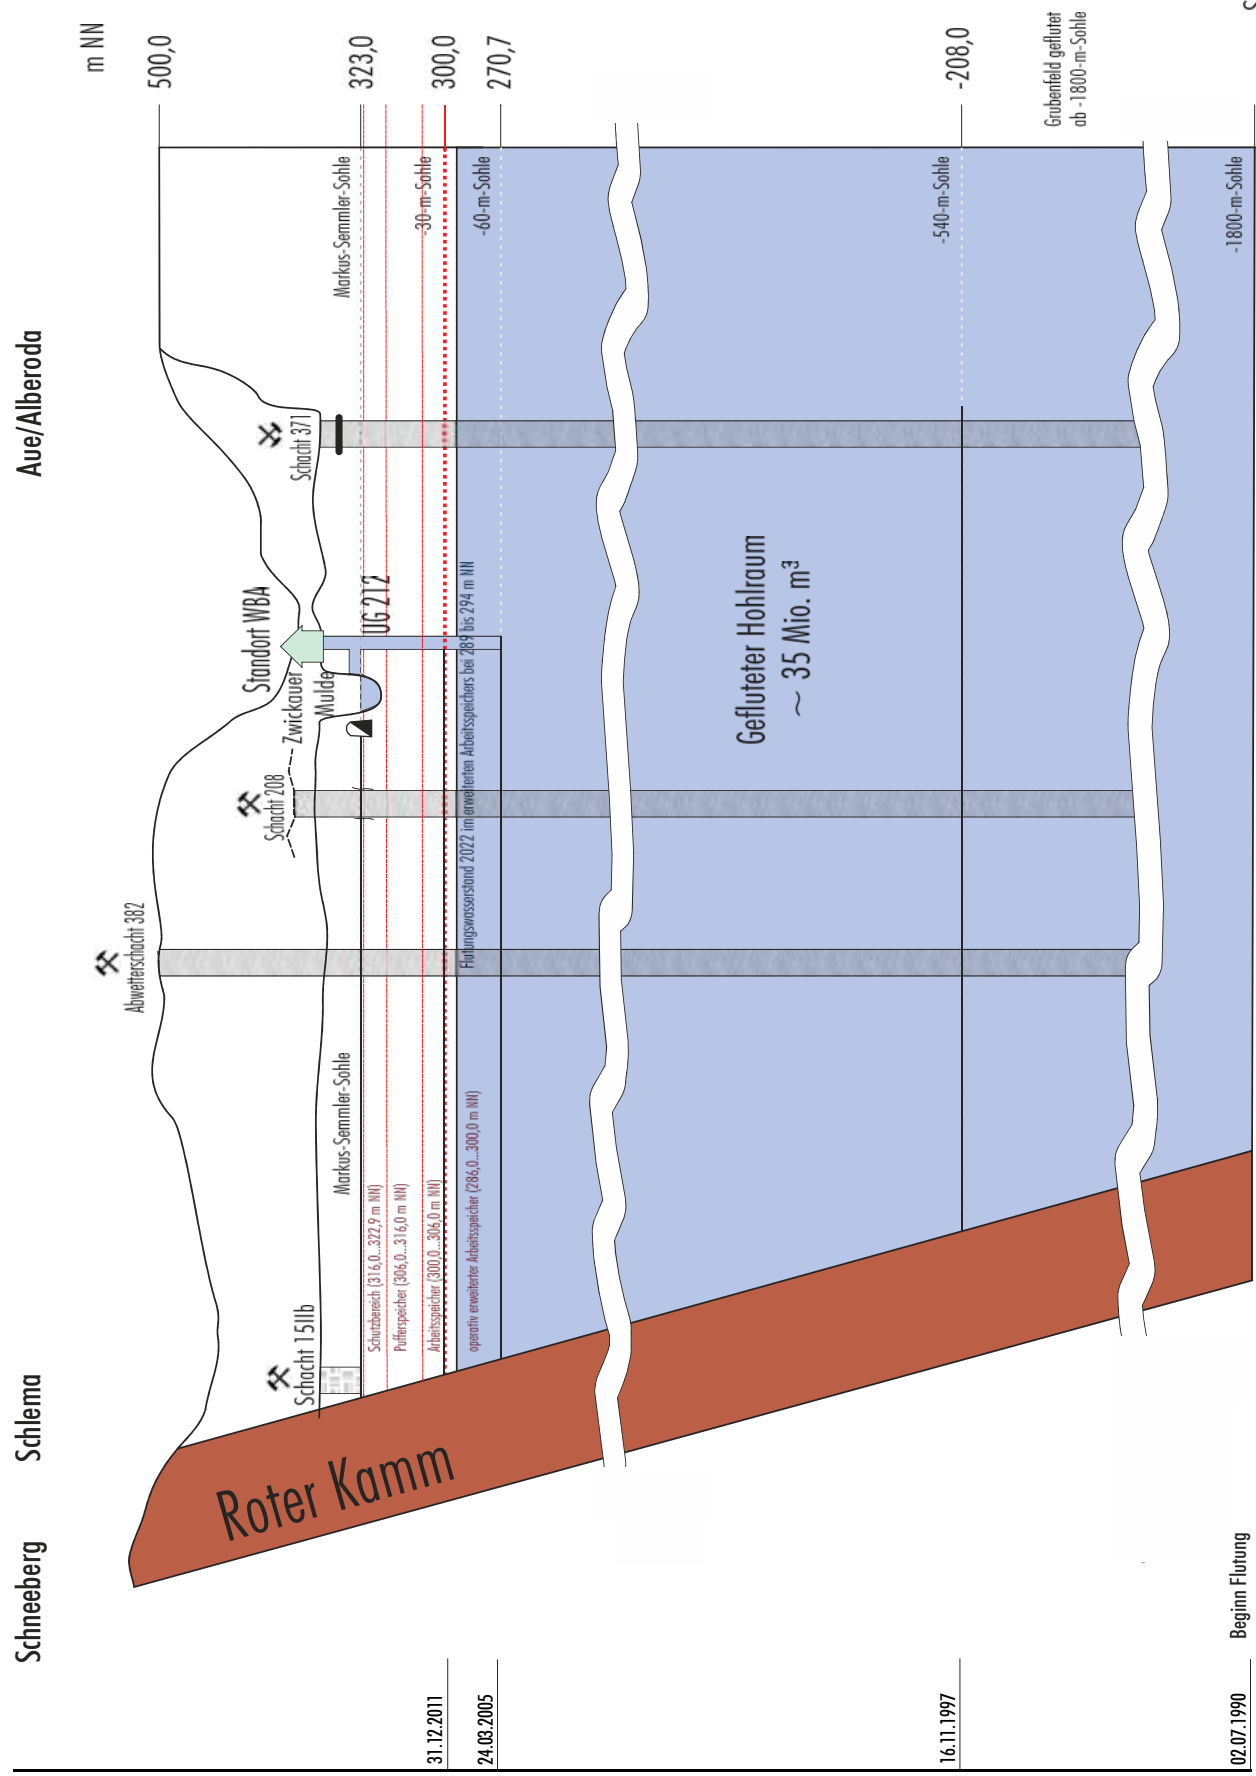 Schneeberg
Schlema
Aue/Alberoda
m NN
500,0
323,0
300,0
270,7
-208,0
Grubenfeld geflutet
ab -1800-m-Sohle
Abwetterschacht 382
Schacht 208
Zwickauer
Mulde
Standort WBA
Schacht 371
Schacht 15IIb
UG 212
Markus-Semmler-Sohle
Markus-Semmler-Sohle
-30-m-Sohle
-60-m-Sohle
-540-m-Sohle
-1800-m-Sohle
Schutzbereich (316,0...322,9 m NN)
Pufferspeicher (306,0...316,0 m NN)
Arbeitsspeicher (300,0...306,0 m NN)
operativ erweiterter Arbeitsspeicher (286,0...300,0 m NN)
Flutungswasserstand 2022 im erweiterten Arbeitsspeichers bei 289 bis 294 m NN
Gefluteter Hohlraum
~ 35 Mio. m³
Roter Kamm
31.12.2011
24.03.2005
16.11.1997
02.07.1990
Beginn Flutung